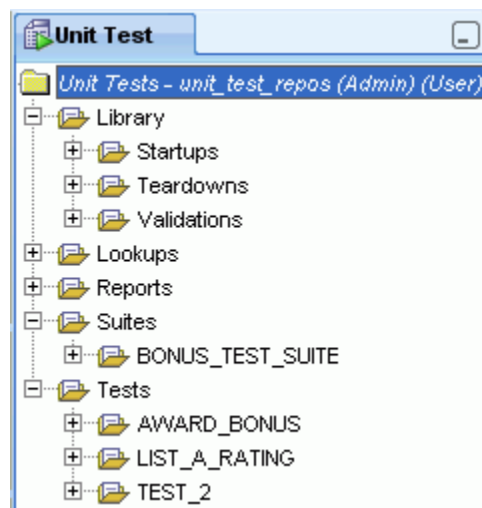 Unit Test
Unit Tests - unit_test_repos (Admin) (User)
Library
Startups
Teardowns
Validations
Lookups
Reports
Suites
BONUS_TEST_SUITE
Tests
AWARD_BONUS
LIST_A_RATING
TEST_2